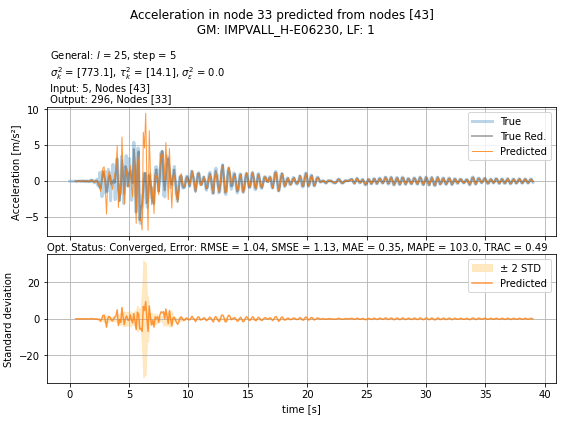 Acceleration in node 33 predicted from nodes [43]
GM: IMPVALL_H-E06230, LF: 1
General: l = 25, step = 5
σ²ₖ = [773.1], τ²ₖ = [14.1], σ²ε = 0.0
Input: 5, Nodes [43]
Output: 296, Nodes [33]
10
5
0
−5
Acceleration [m/s²]
True
True Red.
Predicted
Opt. Status: Converged, Error: RMSE = 1.04, SMSE = 1.13, MAE = 0.35, MAPE = 103.0, TRAC = 0.49
20
0
−20
Standard deviation
± 2 STD
Predicted
0 5 10 15 20 25 30 35 40
time [s]